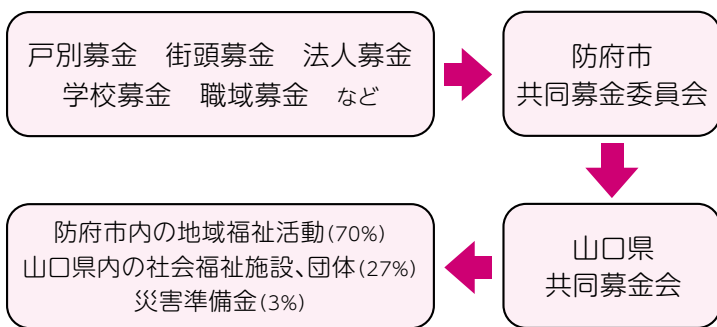 戸別募金　街頭募金　法人募金
学校募金　職域募金　など
防府市
共同募金委員会
山口県
共同募金会
防府市内の地域福祉活動(70%)
山口県内の社会福祉施設、団体(27%)
災害準備金(3%)